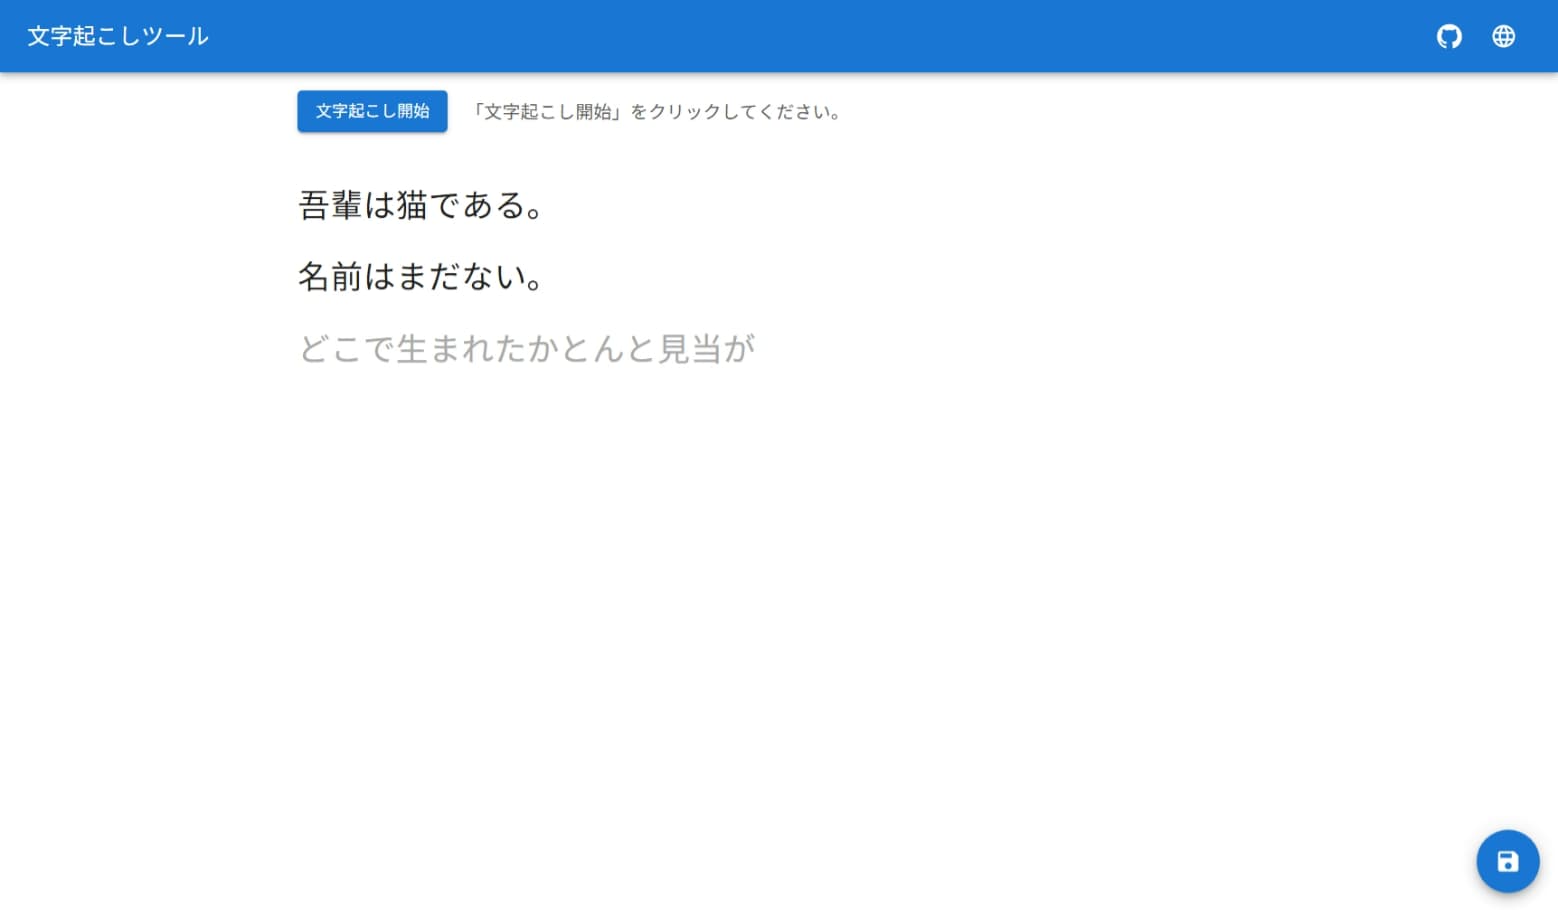 文字起こしツール
文字起こし開始 「文字起こし開始」をクリックしてください。
吾輩は猫である。
名前はまだない。
どこで生まれたかとんと見当が